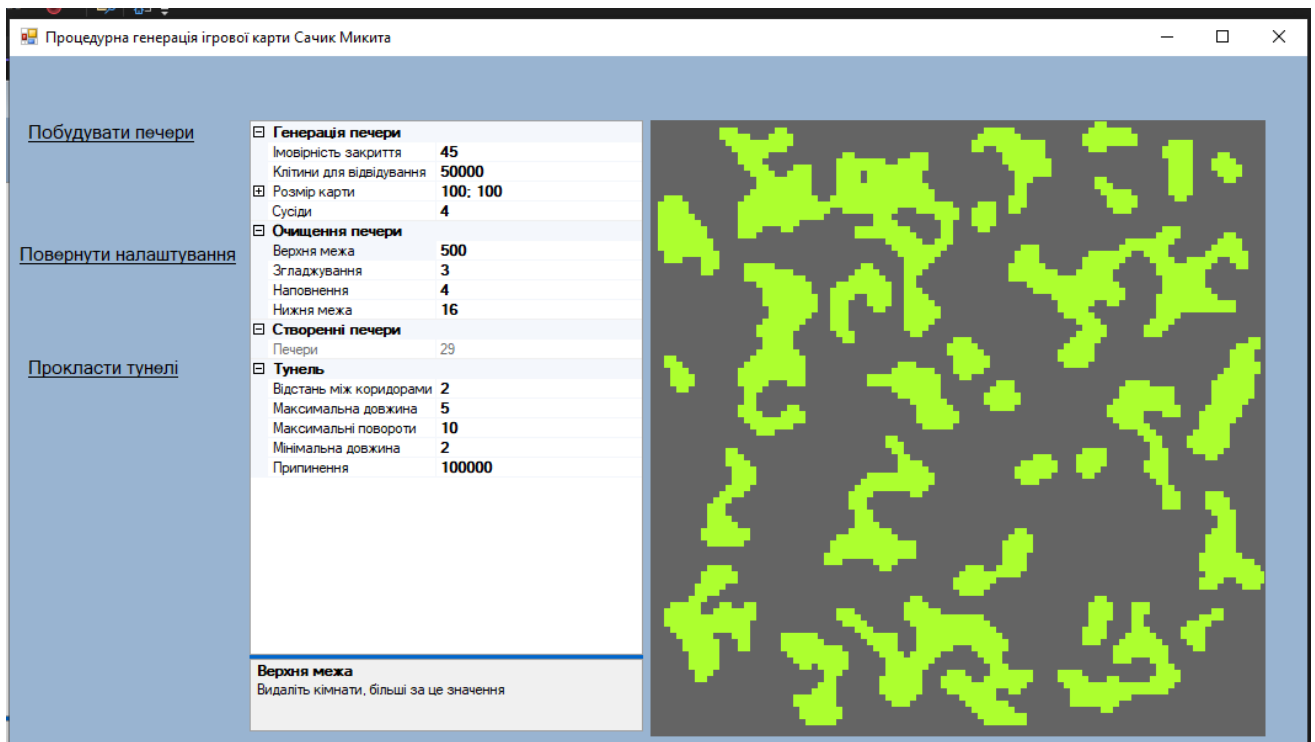 Процедурна генерація ігрової карти Сачик Микита
Побудувати печери
Повернути налаштування
Прокласти тунелі
Генерація печери
Імовірність закриття 45
Клітини для відвідування 50000
Розмір карти 100; 100
Сусіди 4
Очищення печери
Верхня межа 500
Згладжування 3
Наповнення 4
Нижня межа 16
Створенні печери
Печери 29
Тунель
Відстань між коридорами 2
Максимальна довжина 5
Максимальні повороти 10
Мінімальна довжина 2
Припинення 100000
Верхня межа
Видаліть кімнати, більші за це значення